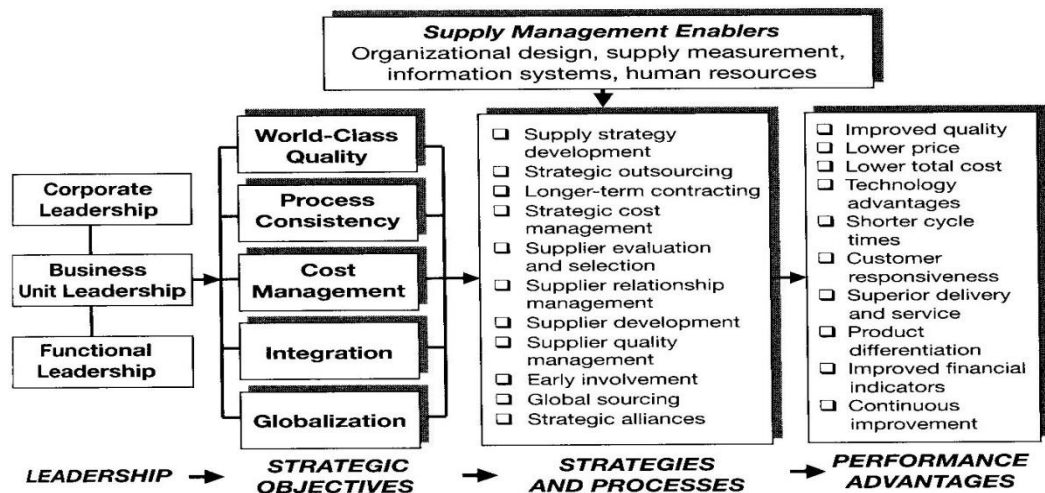 Supply Management Enablers
Organizational design, supply measurement,
information systems, human resources
Corporate
Leadership
Business
Unit Leadership
Functional
Leadership
World-Class
Quality
Process
Consistency
Cost
Management
Integration
Globalization
Supply strategy
development
Strategic outsourcing
Longer-term contracting
Strategic cost
management
Supplier evaluation
and selection
Supplier relationship
management
Supplier development
Supplier quality
management
Early involvement
Global sourcing
Strategic alliances
Improved quality
Lower price
Lower total cost
Technology
advantages
Shorter cycle
times
Customer
responsiveness
Superior delivery
and service
Product
differentiation
Improved financial
indicators
Continuous
improvement
LEADERSHIP
STRATEGIC
OBJECTIVES
STRATEGIES
AND PROCESSES
PERFORMANCE
ADVANTAGES